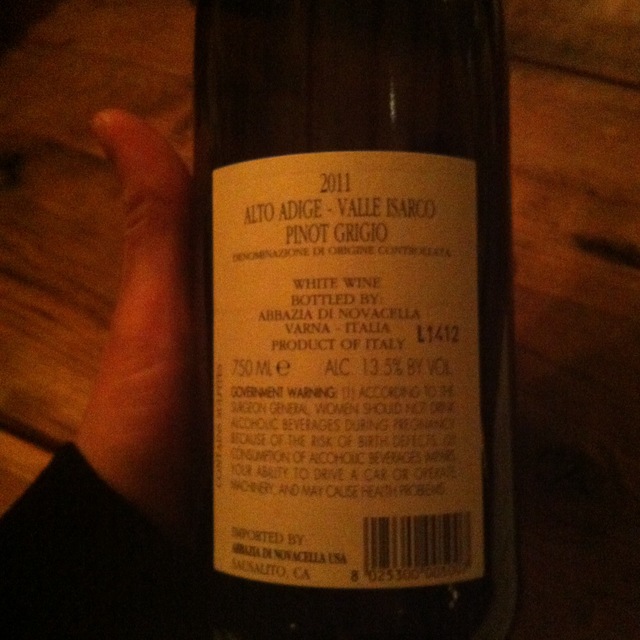 2011
ALTO ADIGE - VALLE ISARCO
PINOT GRIGIO
DENOMINAZIONE DI ORIGINE CONTROLLATA
WHITE WINE
BOTTLED BY:
ABBAZIA DI NOVACELLA
VARNA - ITALIA
L1412
PRODUCT OF ITALY
750 ML e ALC. 13.5% BY VOL.
GOVERNMENT WARNING: (1) ACCORDING TO THE
SURGEON GENERAL, WOMEN SHOULD NOT DRINK
ALCOHOLIC BEVERAGES DURING PREGNANCY
BECAUSE OF THE RISK OF BIRTH DEFECTS. (2)
CONSUMPTION OF ALCOHOLIC BEVERAGES IMPAIRS
YOUR ABILITY TO DRIVE A CAR OR OPERATE
MACHINERY, AND MAY CAUSE HEALTH PROBLEMS.
CONTAINS SULFITES
IMPORTED BY:
ABBAZIA DI NOVACELLA USA
SAUSALITO, CA
8 025300